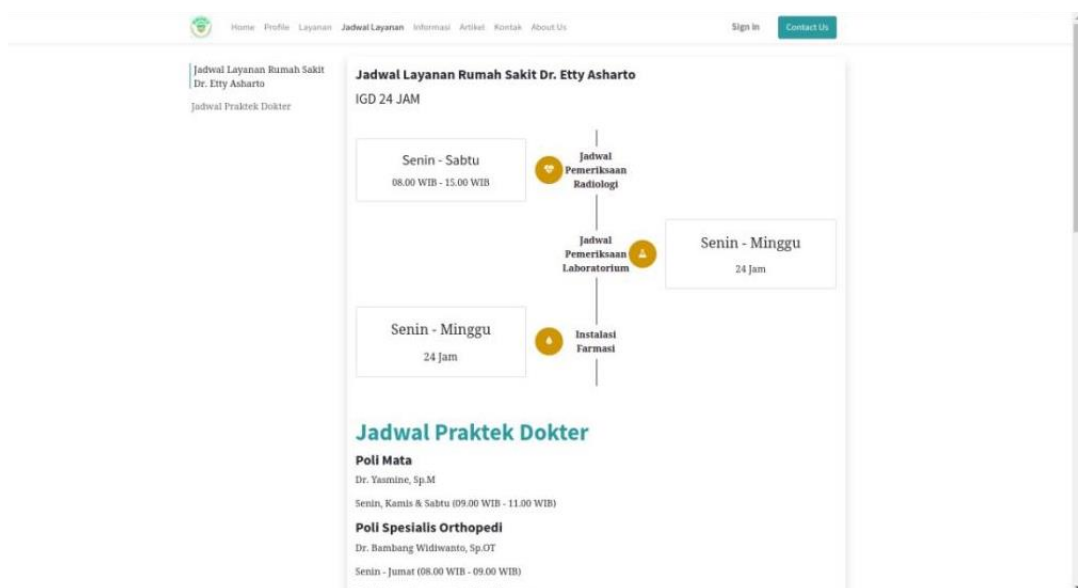 Home Profile Layanan Jadwal Layanan Informasi Artikel Kontak About Us Sign in Contact Us
Jadwal Layanan Rumah Sakit
Dr. Etty Asharto
Jadwal Praktek Dokter
Jadwal Layanan Rumah Sakit Dr. Etty Asharto
IGD 24 JAM
Senin - Sabtu
08.00 WIB - 15.00 WIB
Jadwal
Pemeriksaan
Radiologi
Jadwal
Pemeriksaan
Laboratorium
Senin - Minggu
24 Jam
Senin - Minggu
24 Jam
Instalasi
Farmasi
Jadwal Praktek Dokter
Poli Mata
Dr. Yasmine, Sp.M
Senin, Kamis & Sabtu (09.00 WIB - 11.00 WIB)
Poli Spesialis Orthopedi
Dr. Bambang Widiwanto, Sp.OT
Senin - Jumat (08.00 WIB - 09.00 WIB)